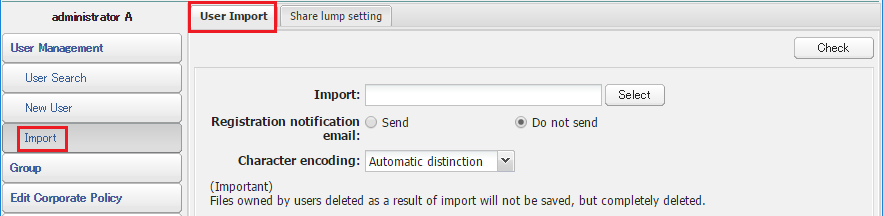 administrator A
User Management
User Search
New User
Import
Group
Edit Corporate Policy
User Import
Share lump setting
Check
Import:
Select
Registration notification
email:
Send
Do not send
Character encoding:
Automatic distinction
(Important)
Files owned by users deleted as a result of import will not be saved, but completely deleted.